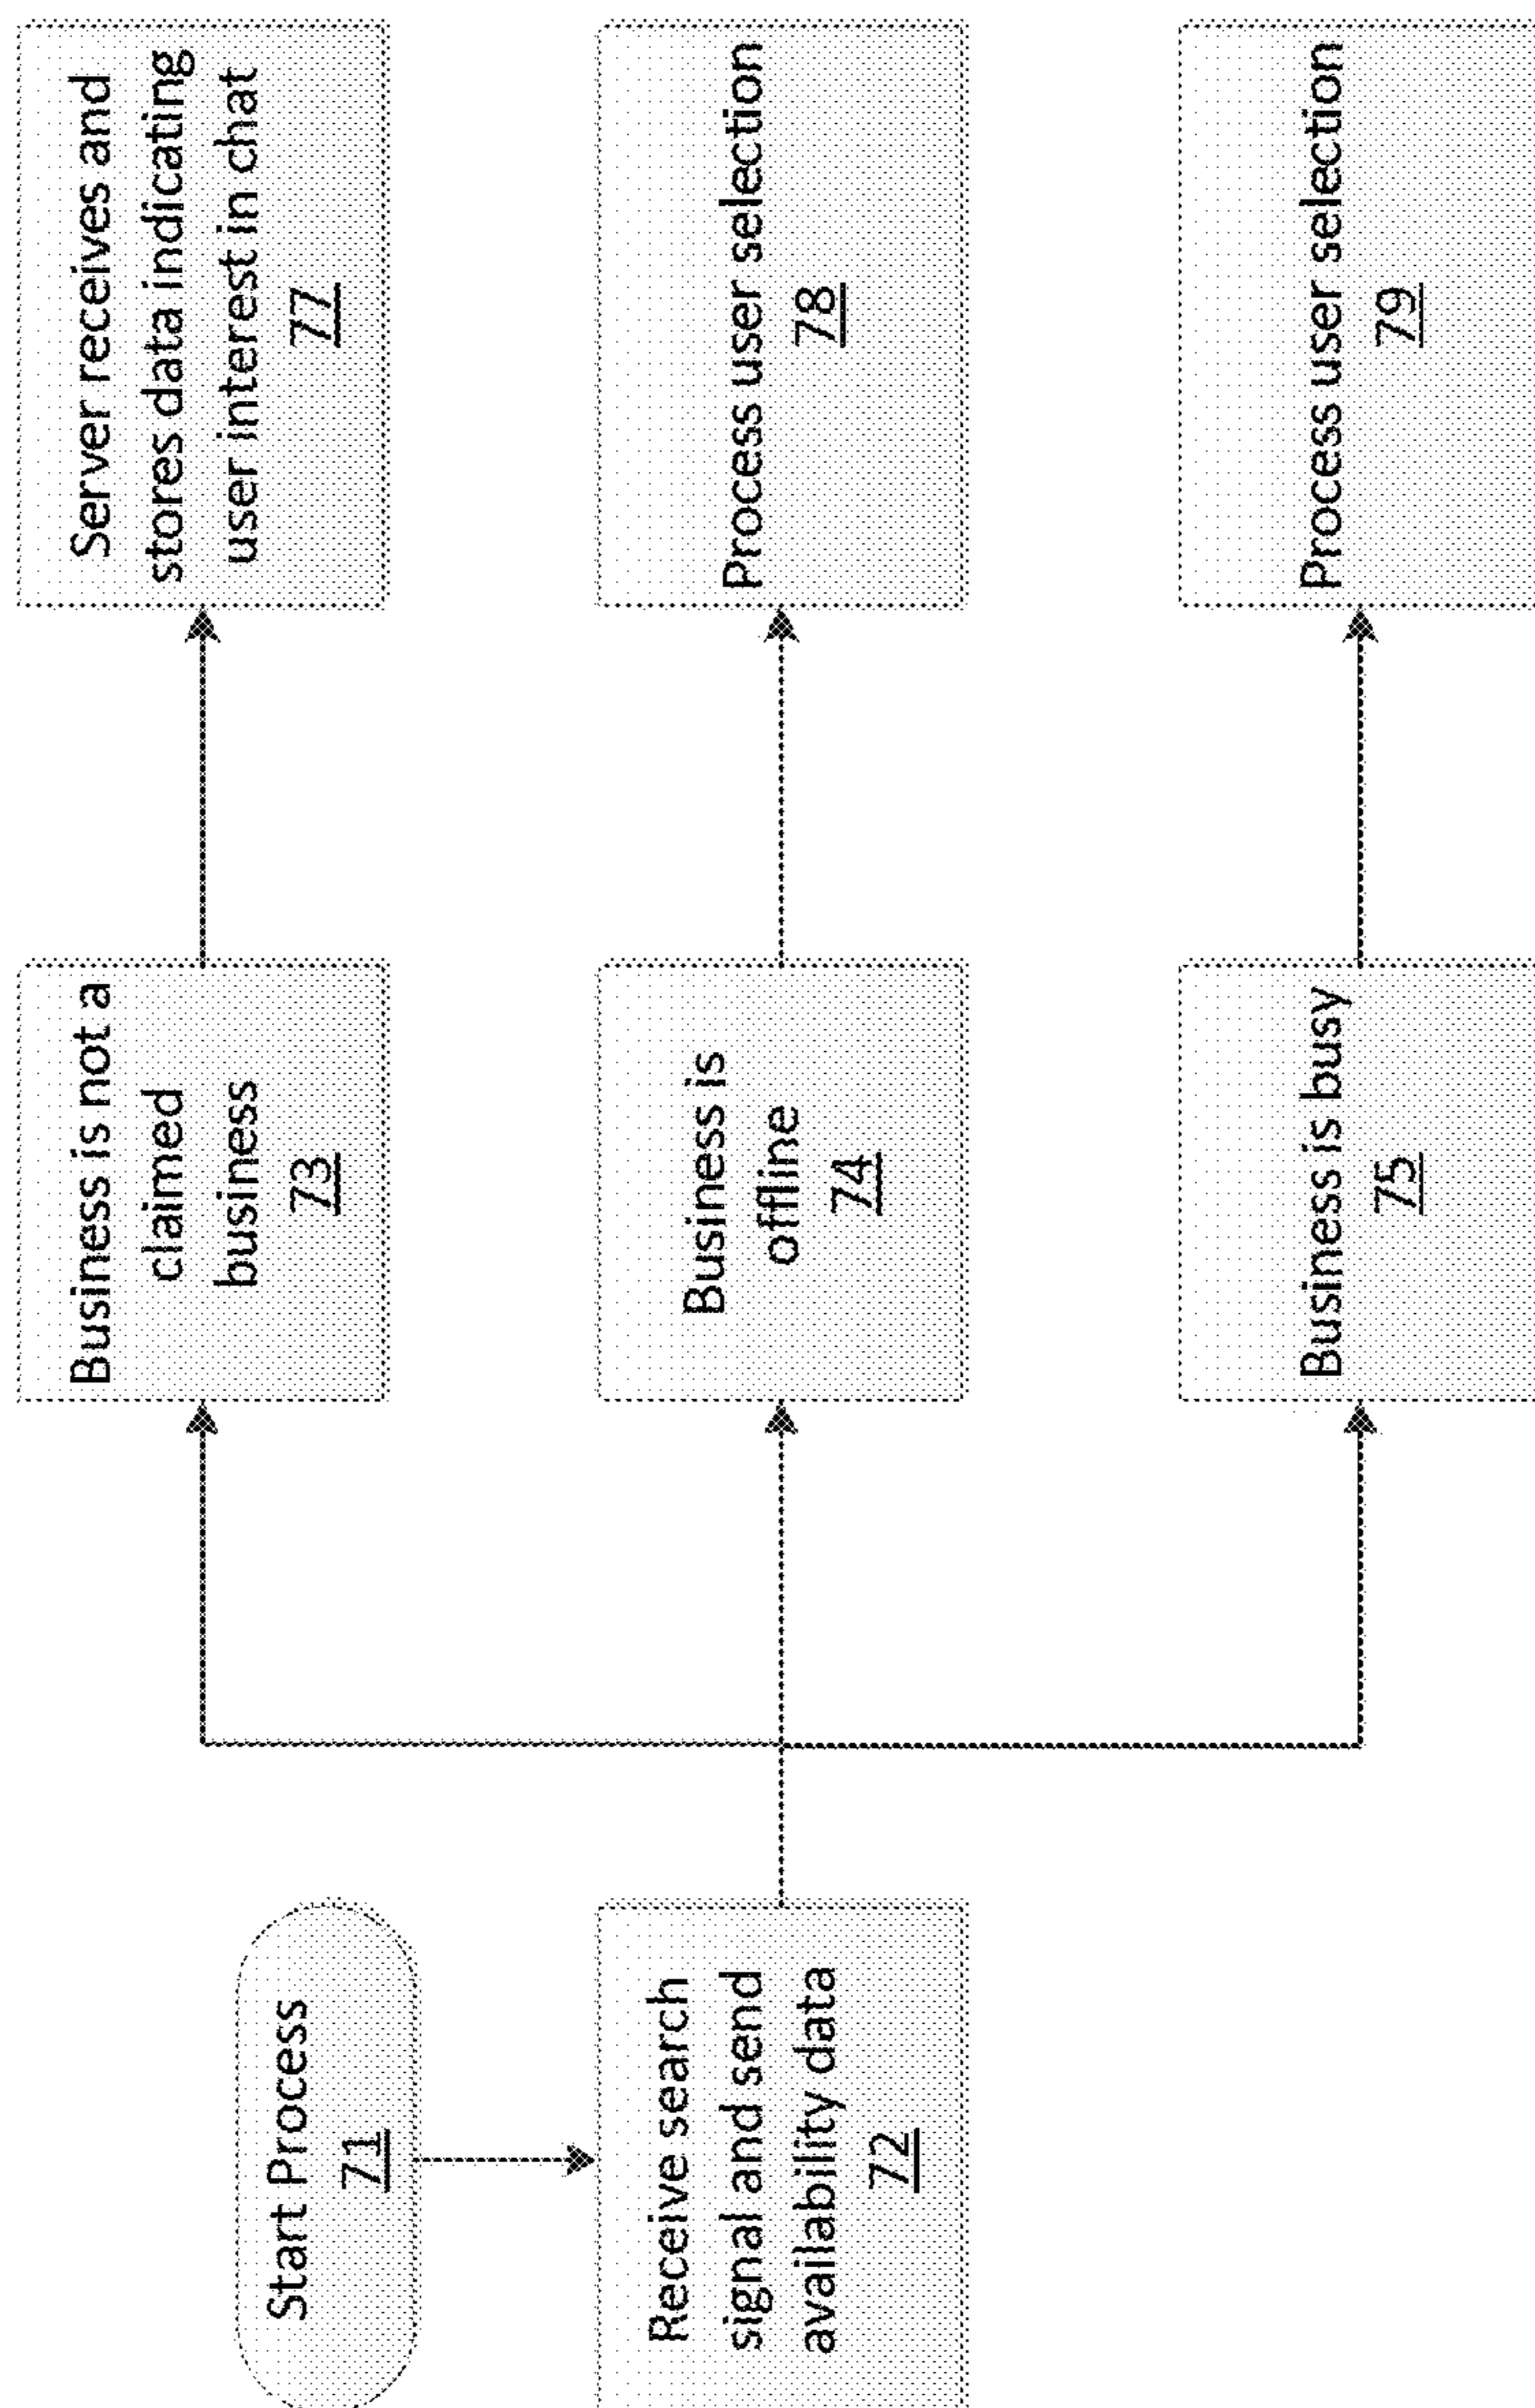 Start Process
71
Receive search
signal and send
availability data
72
Business is not a
claimed
business
73
Business is
offline
74
Business is busy
75
Server receives and
stores data indicating
user interest in chat
77
Process user selection
78
Process user selection
79